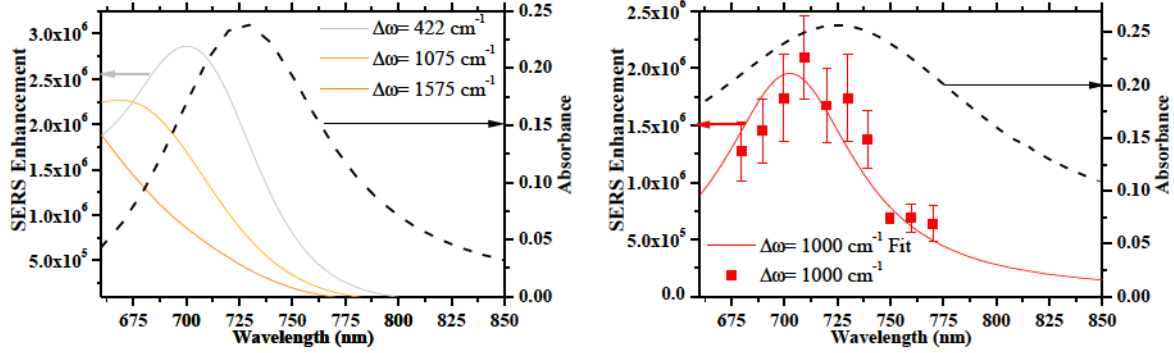 3.0x10⁶
2.5x10⁶
2.0x10⁶
1.5x10⁶
1.0x10⁶
5.0x10⁵
SERS Enhancement
Δω= 422 cm⁻¹
Δω= 1075 cm⁻¹
Δω= 1575 cm⁻¹
0.25
0.20
0.15
0.10
0.05
0.00
Absorbance
675 700 725 750 775 800 825 850
Wavelength (nm)
2.5x10⁶
2.0x10⁶
1.5x10⁶
1.0x10⁶
5.0x10⁵
0.0
SERS Enhancement
Δω= 1000 cm⁻¹ Fit
Δω= 1000 cm⁻¹
0.25
0.20
0.15
0.10
0.05
0.00
Absorbance
675 700 725 750 775 800 825 850
Wavelength (nm)